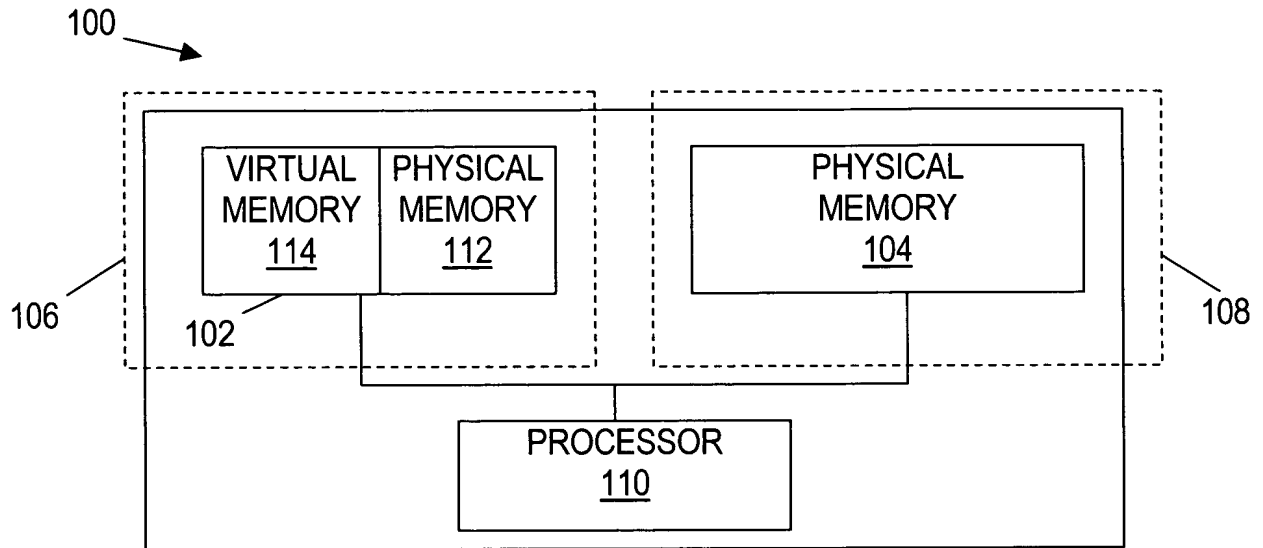 100
VIRTUAL
MEMORY
114
PHYSICAL
MEMORY
112
PHYSICAL
MEMORY
104
106
102
108
PROCESSOR
110